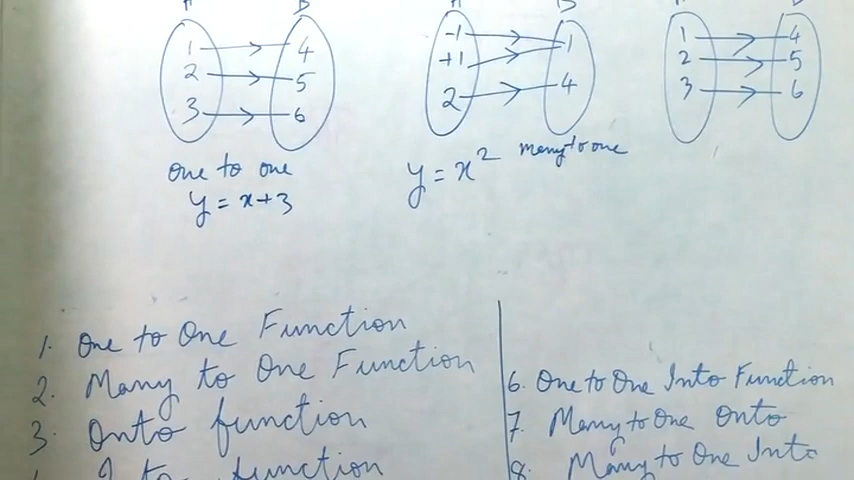 1 4
2 5
3 6
one to one
y = x+3
-1 1
+1
2 4
y = x² many to one
1 4
2 5
3 6
1. One to One Function
2. Many to One Function
3. Onto function
function
6. One to One Into Function
7. Many to One Onto
8. Many to One Into